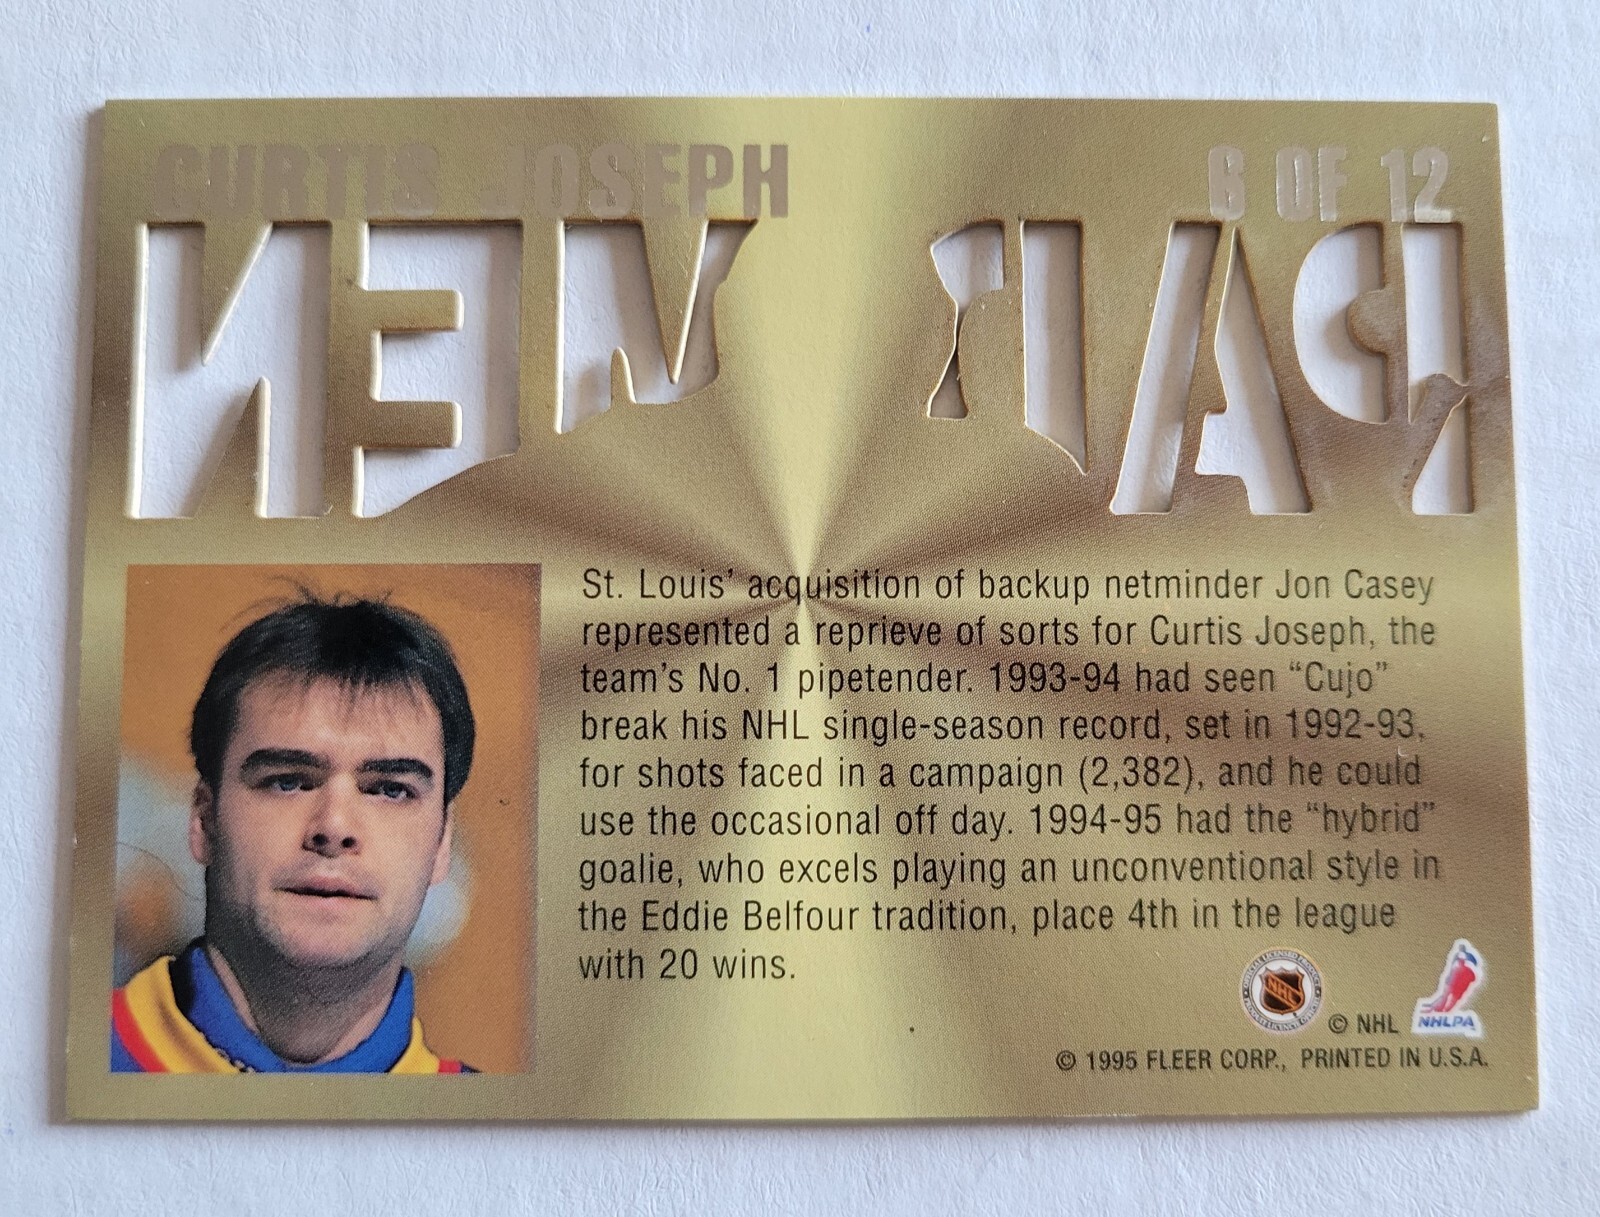 CURTIS JOSEPH
6 OF 12
PAD MEN
St. Louis’ acquisition of backup netminder Jon Casey
represented a reprieve of sorts for Curtis Joseph, the
team’s No. 1 pipetender. 1993-94 had seen “Cujo”
break his NHL single-season record, set in 1992-93,
for shots faced in a campaign (2,382), and he could
use the occasional off day. 1994-95 had the “hybrid”
goalie, who excels playing an unconventional style in
the Eddie Belfour tradition, place 4th in the league
with 20 wins.
NHL
© NHL
NHLPA
© 1995 FLEER CORP., PRINTED IN U.S.A.